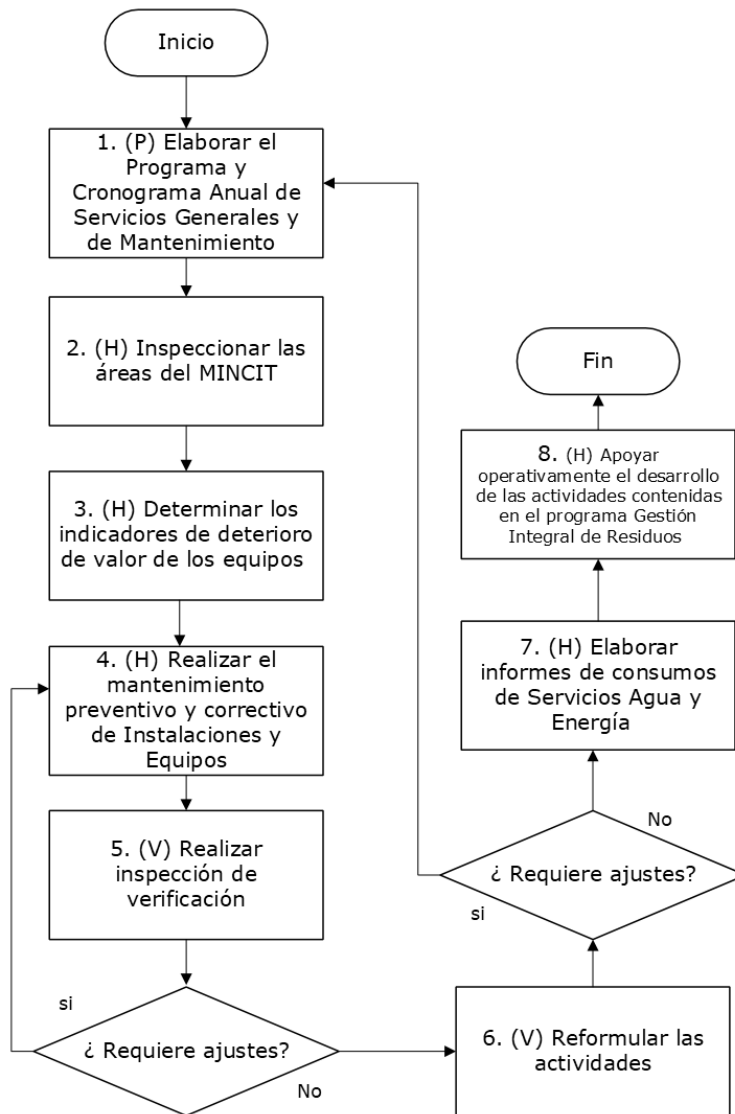 Inicio
1. (P) Elaborar el
Programa y
Cronograma Anual de
Servicios Generales y
de Mantenimiento
2. (H) Inspeccionar las
áreas del MINCIT
3. (H) Determinar los
indicadores de deterioro
de valor de los equipos
4. (H) Realizar el
mantenimiento
preventivo y correctivo
de Instalaciones y
Equipos
5. (V) Realizar
inspección de
verificación
si
¿ Requiere ajustes?
No
6. (V) Reformular las
actividades
¿ Requiere ajustes?
si
No
7. (H) Elaborar
informes de consumos
de Servicios Agua y
Energía
8. (H) Apoyar
operativamente el desarrollo
de las actividades contenidas
en el programa Gestión
Integral de Residuos
Fin